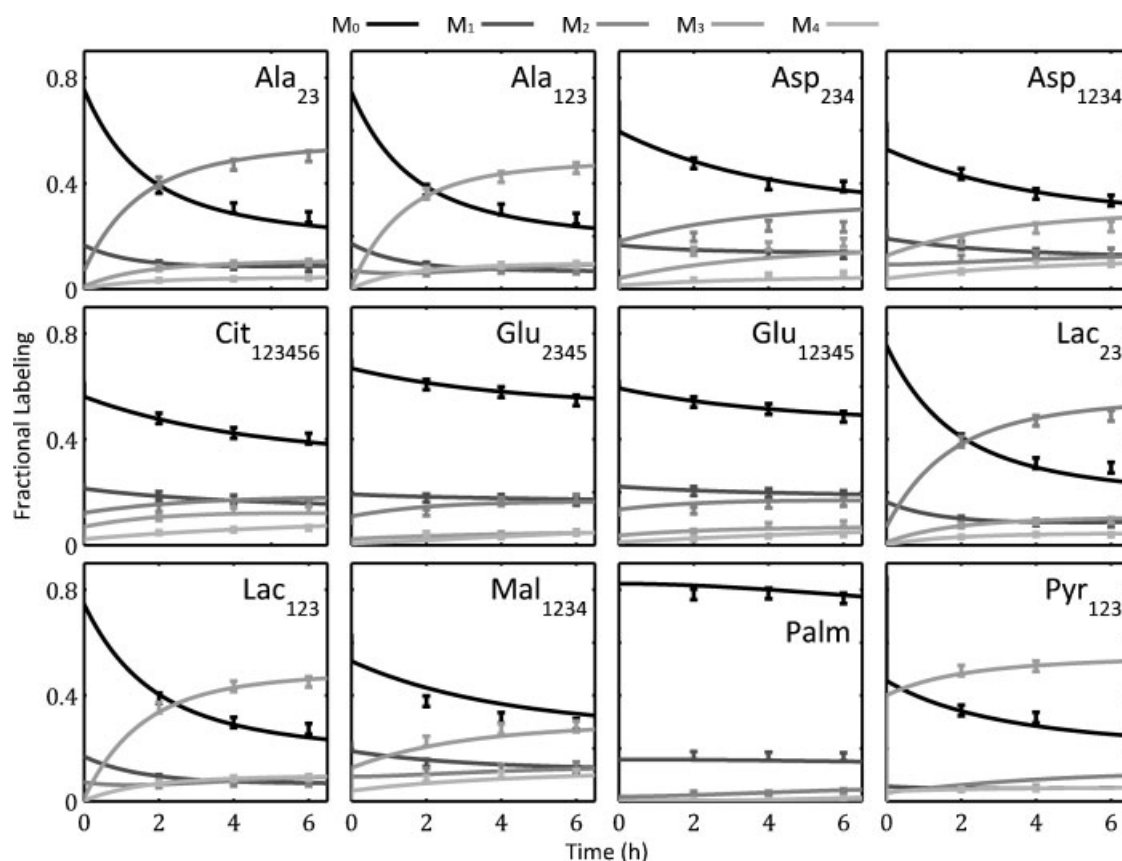 M0 M1 M2 M3 M4
0.8 Ala23 Ala123 Asp234 Asp1234
0.4
0
0.8 Cit123456 Glu2345 Glu12345 Lac23
0.4
0
0.8 Lac123 Mal1234 Palm Pyr123
0.4
0
0 2 4 6 0 2 4 6 0 2 4 6 0 2 4 6
Fractional Labeling
Time (h)